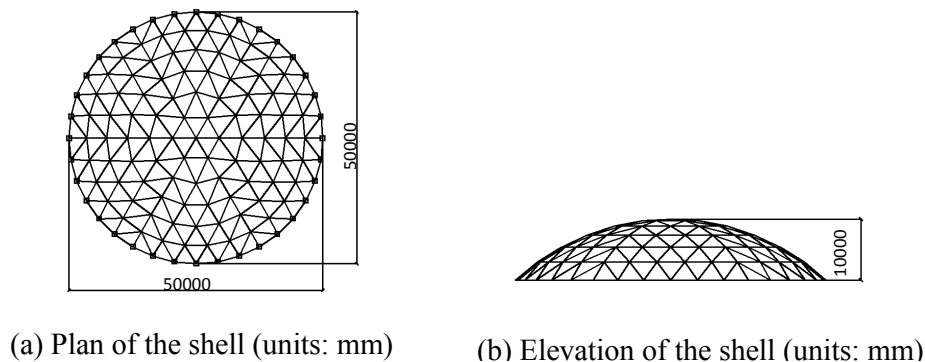 50000
50000
10000
(a) Plan of the shell (units: mm)
(b) Elevation of the shell (units: mm)